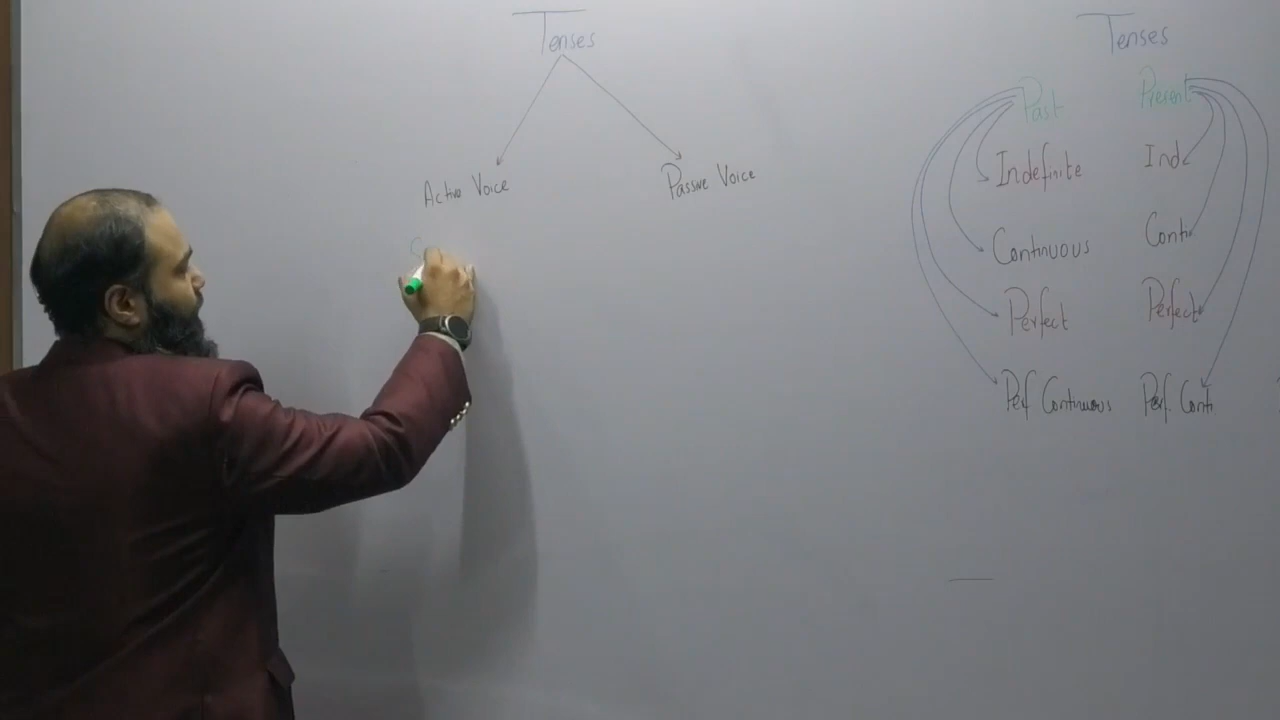 Tenses
Active Voice
Passive Voice
S
Tenses
Past
Present
Indefinite
Ind
Continuous
Conti
Perfect
Perfect
Perf Continuous
Perf. Conti